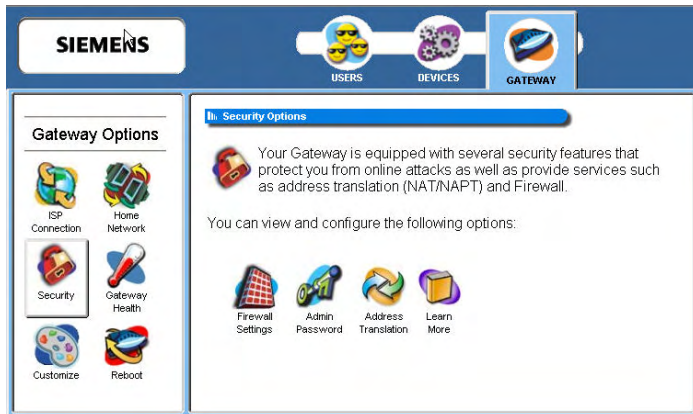 SIEMENS
USERS
DEVICES
GATEWAY
Gateway Options
ISP
Connection
Home
Network
Security
Gateway
Health
Customize
Reboot
Security Options
Your Gateway is equipped with several security features that
protect you from online attacks as well as provide services such
as address translation (NAT/NAPT) and Firewall.
You can view and configure the following options:
Firewall
Settings
Admin
Password
Address
Translation
Learn
More